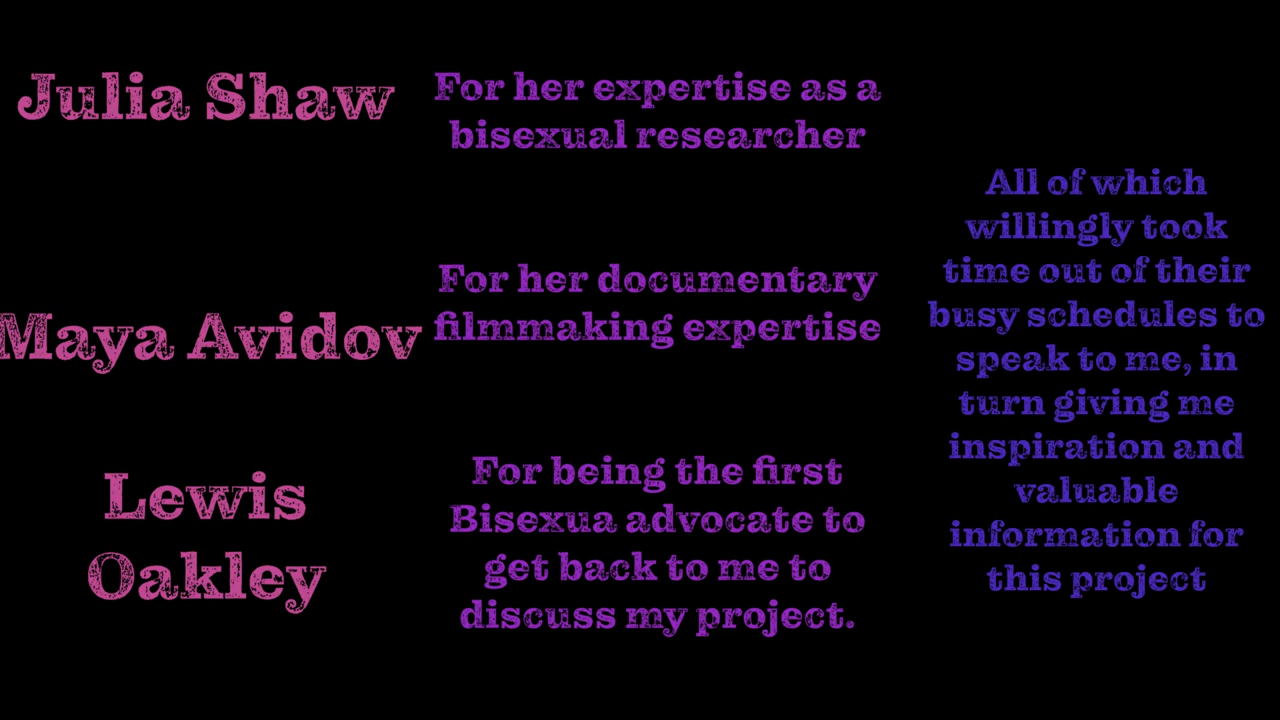 Julia Shaw
For her expertise as a
bisexual researcher
Maya Avidov
For her documentary
filmmaking expertise
Lewis
Oakley
For being the first
Bisexua advocate to
get back to me to
discuss my project.
All of which
willingly took
time out of their
busy schedules to
speak to me, in
turn giving me
inspiration and
valuable
information for
this project